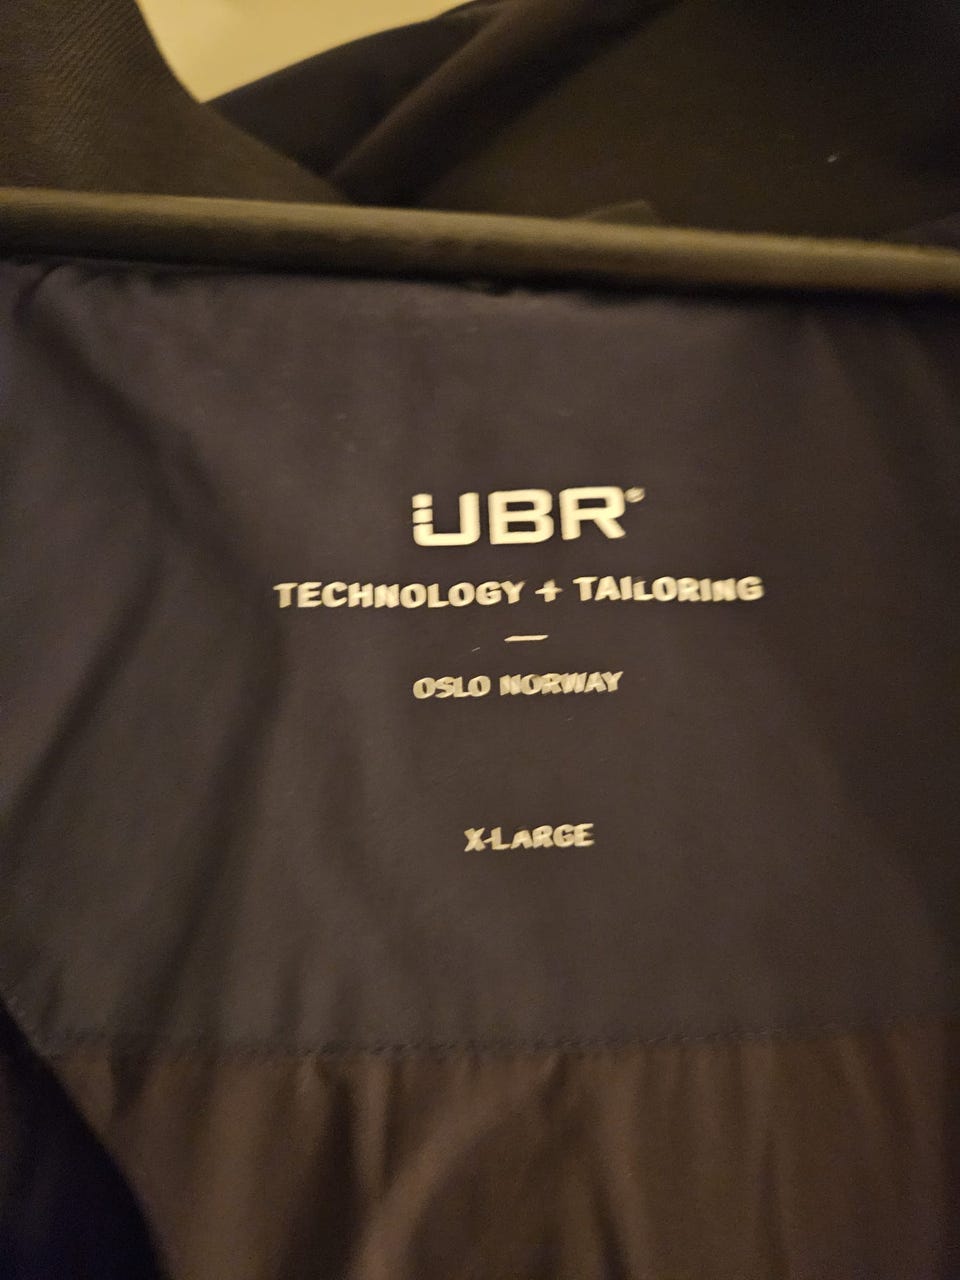 UBR®
TECHNOLOGY + TAILORING
—
OSLO NORWAY
X-LARGE